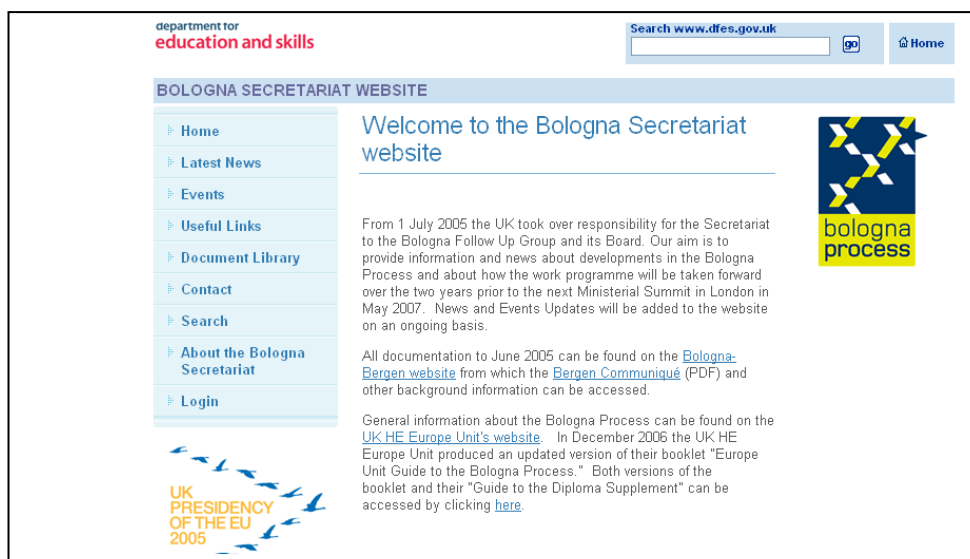 department for
education and skills
Search www.dfes.gov.uk
go
Home
BOLOGNA SECRETARIAT WEBSITE
Home
Latest News
Events
Useful Links
Document Library
Contact
Search
About the Bologna
Secretariat
Login
UK
PRESIDENCY
OF THE EU
2005
Welcome to the Bologna Secretariat
website
From 1 July 2005 the UK took over responsibility for the Secretariat
to the Bologna Follow Up Group and its Board. Our aim is to
provide information and news about developments in the Bologna
Process and about how the work programme will be taken forward
over the two years prior to the next Ministerial Summit in London in
May 2007.  News and Events Updates will be added to the website
on an ongoing basis.
All documentation to June 2005 can be found on the Bologna-
Bergen website from which the Bergen Communiqué (PDF) and
other background information can be accessed.
General information about the Bologna Process can be found on the
UK HE Europe Unit's website.   In December 2006 the UK HE
Europe Unit produced an updated version of their booklet "Europe
Unit Guide to the Bologna Process."  Both versions of the
booklet and their "Guide to the Diploma Supplement" can be
accessed by clicking here.
bologna
process